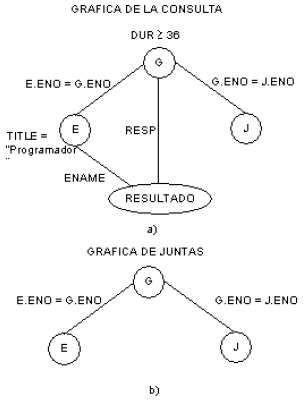 GRAFICA DE LA CONSULTA
DUR ≥ 36
G
E.ENO = G.ENO
G.ENO = J.ENO
TITLE =
"Programador
"
E
RESP
J
ENAME
RESULTADO
a)
GRAFICA DE JUNTAS
G
E.ENO = G.ENO
G.ENO = J.ENO
E
J
b)